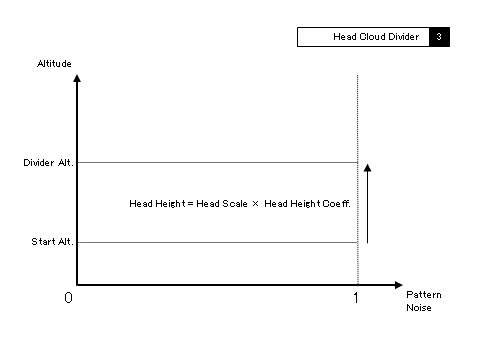 Head Cloud Divider 3
Altitude
Divider Alt.
Head Height = Head Scale × Head Height Coeff.
Start Alt.
0 1 Pattern
Noise